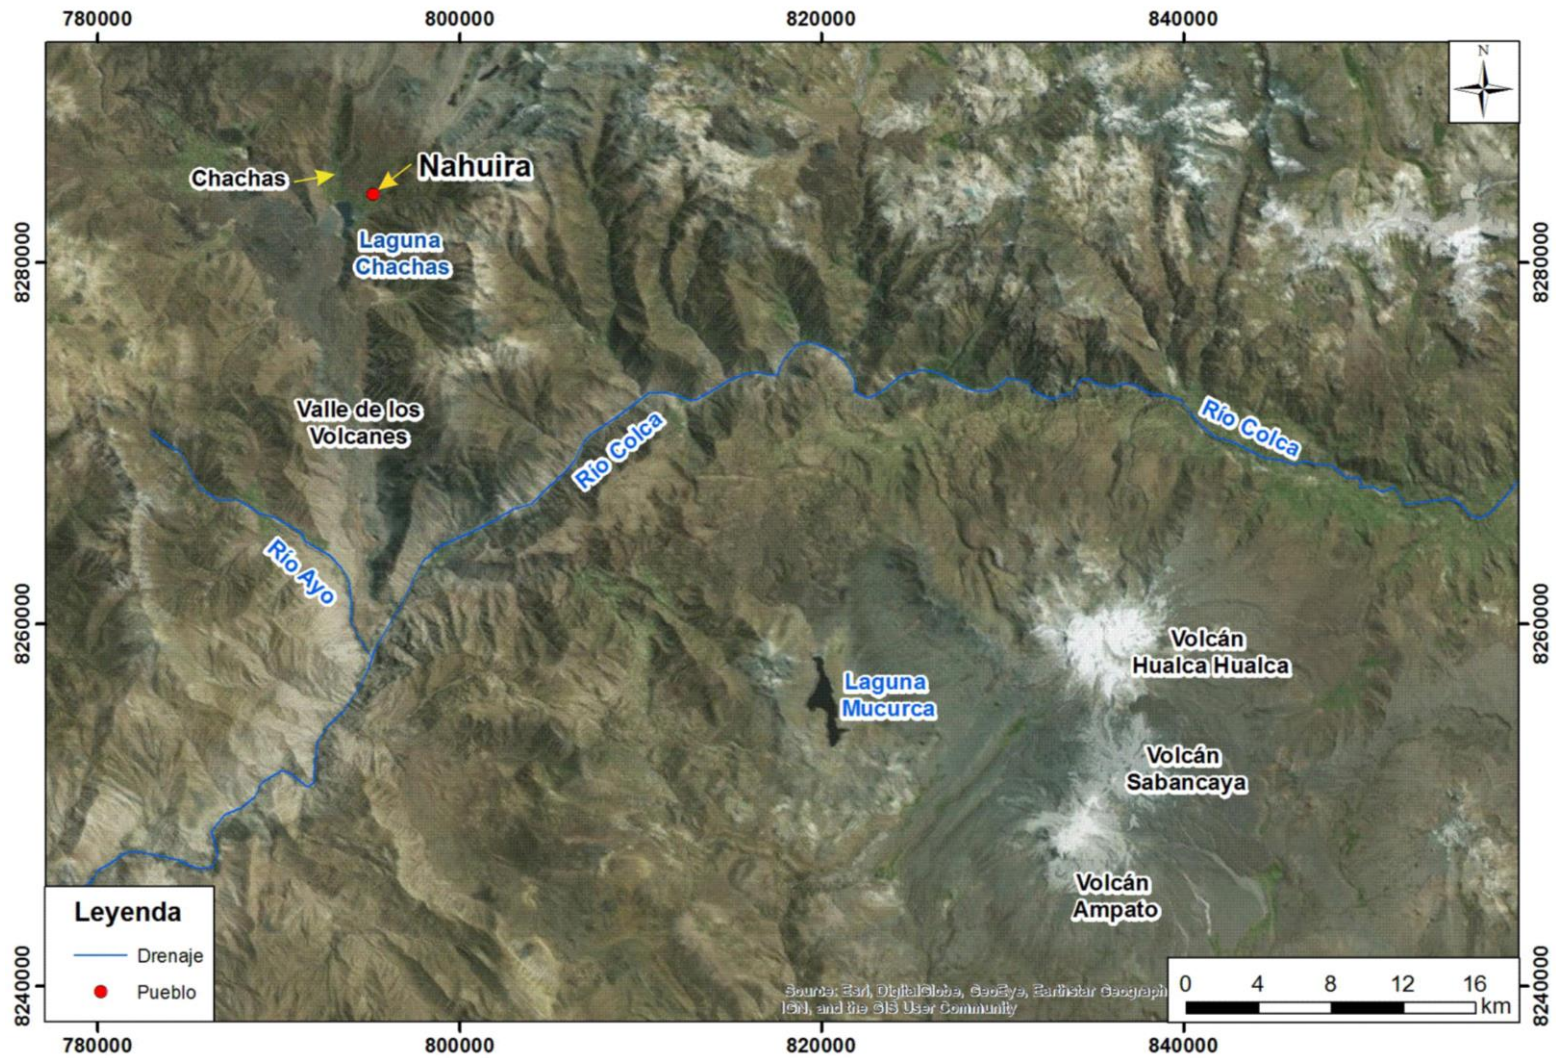 780000
800000
820000
840000
N
Chachas
Nahuira
Laguna
Chachas
8280000
8280000
Valle de los
Volcanes
Río Colca
Río Colca
Río Ayo
8260000
8260000
Volcán
Hualca Hualca
Laguna
Mucurca
Volcán
Sabancaya
Volcán
Ampato
Leyenda
Drenaje
Pueblo
8240000
8240000
Source: Esri, DigitalGlobe, GeoEye, Earthstar Geograph
IGN, and the GIS User Community
0 4 8 12 16
km
780000
800000
820000
840000